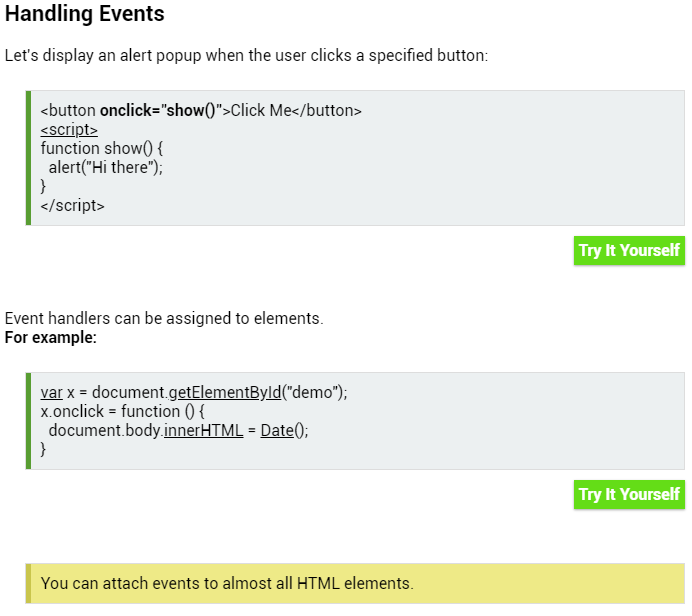 Handling Events
Let's display an alert popup when the user clicks a specified button:
<button onclick="show()">Click Me</button>
<script>
function show() {
  alert("Hi there");
}
</script>
Try It Yourself
Event handlers can be assigned to elements.
For example:
var x = document.getElementById("demo");
x.onclick = function () {
  document.body.innerHTML = Date();
}
Try It Yourself
You can attach events to almost all HTML elements.